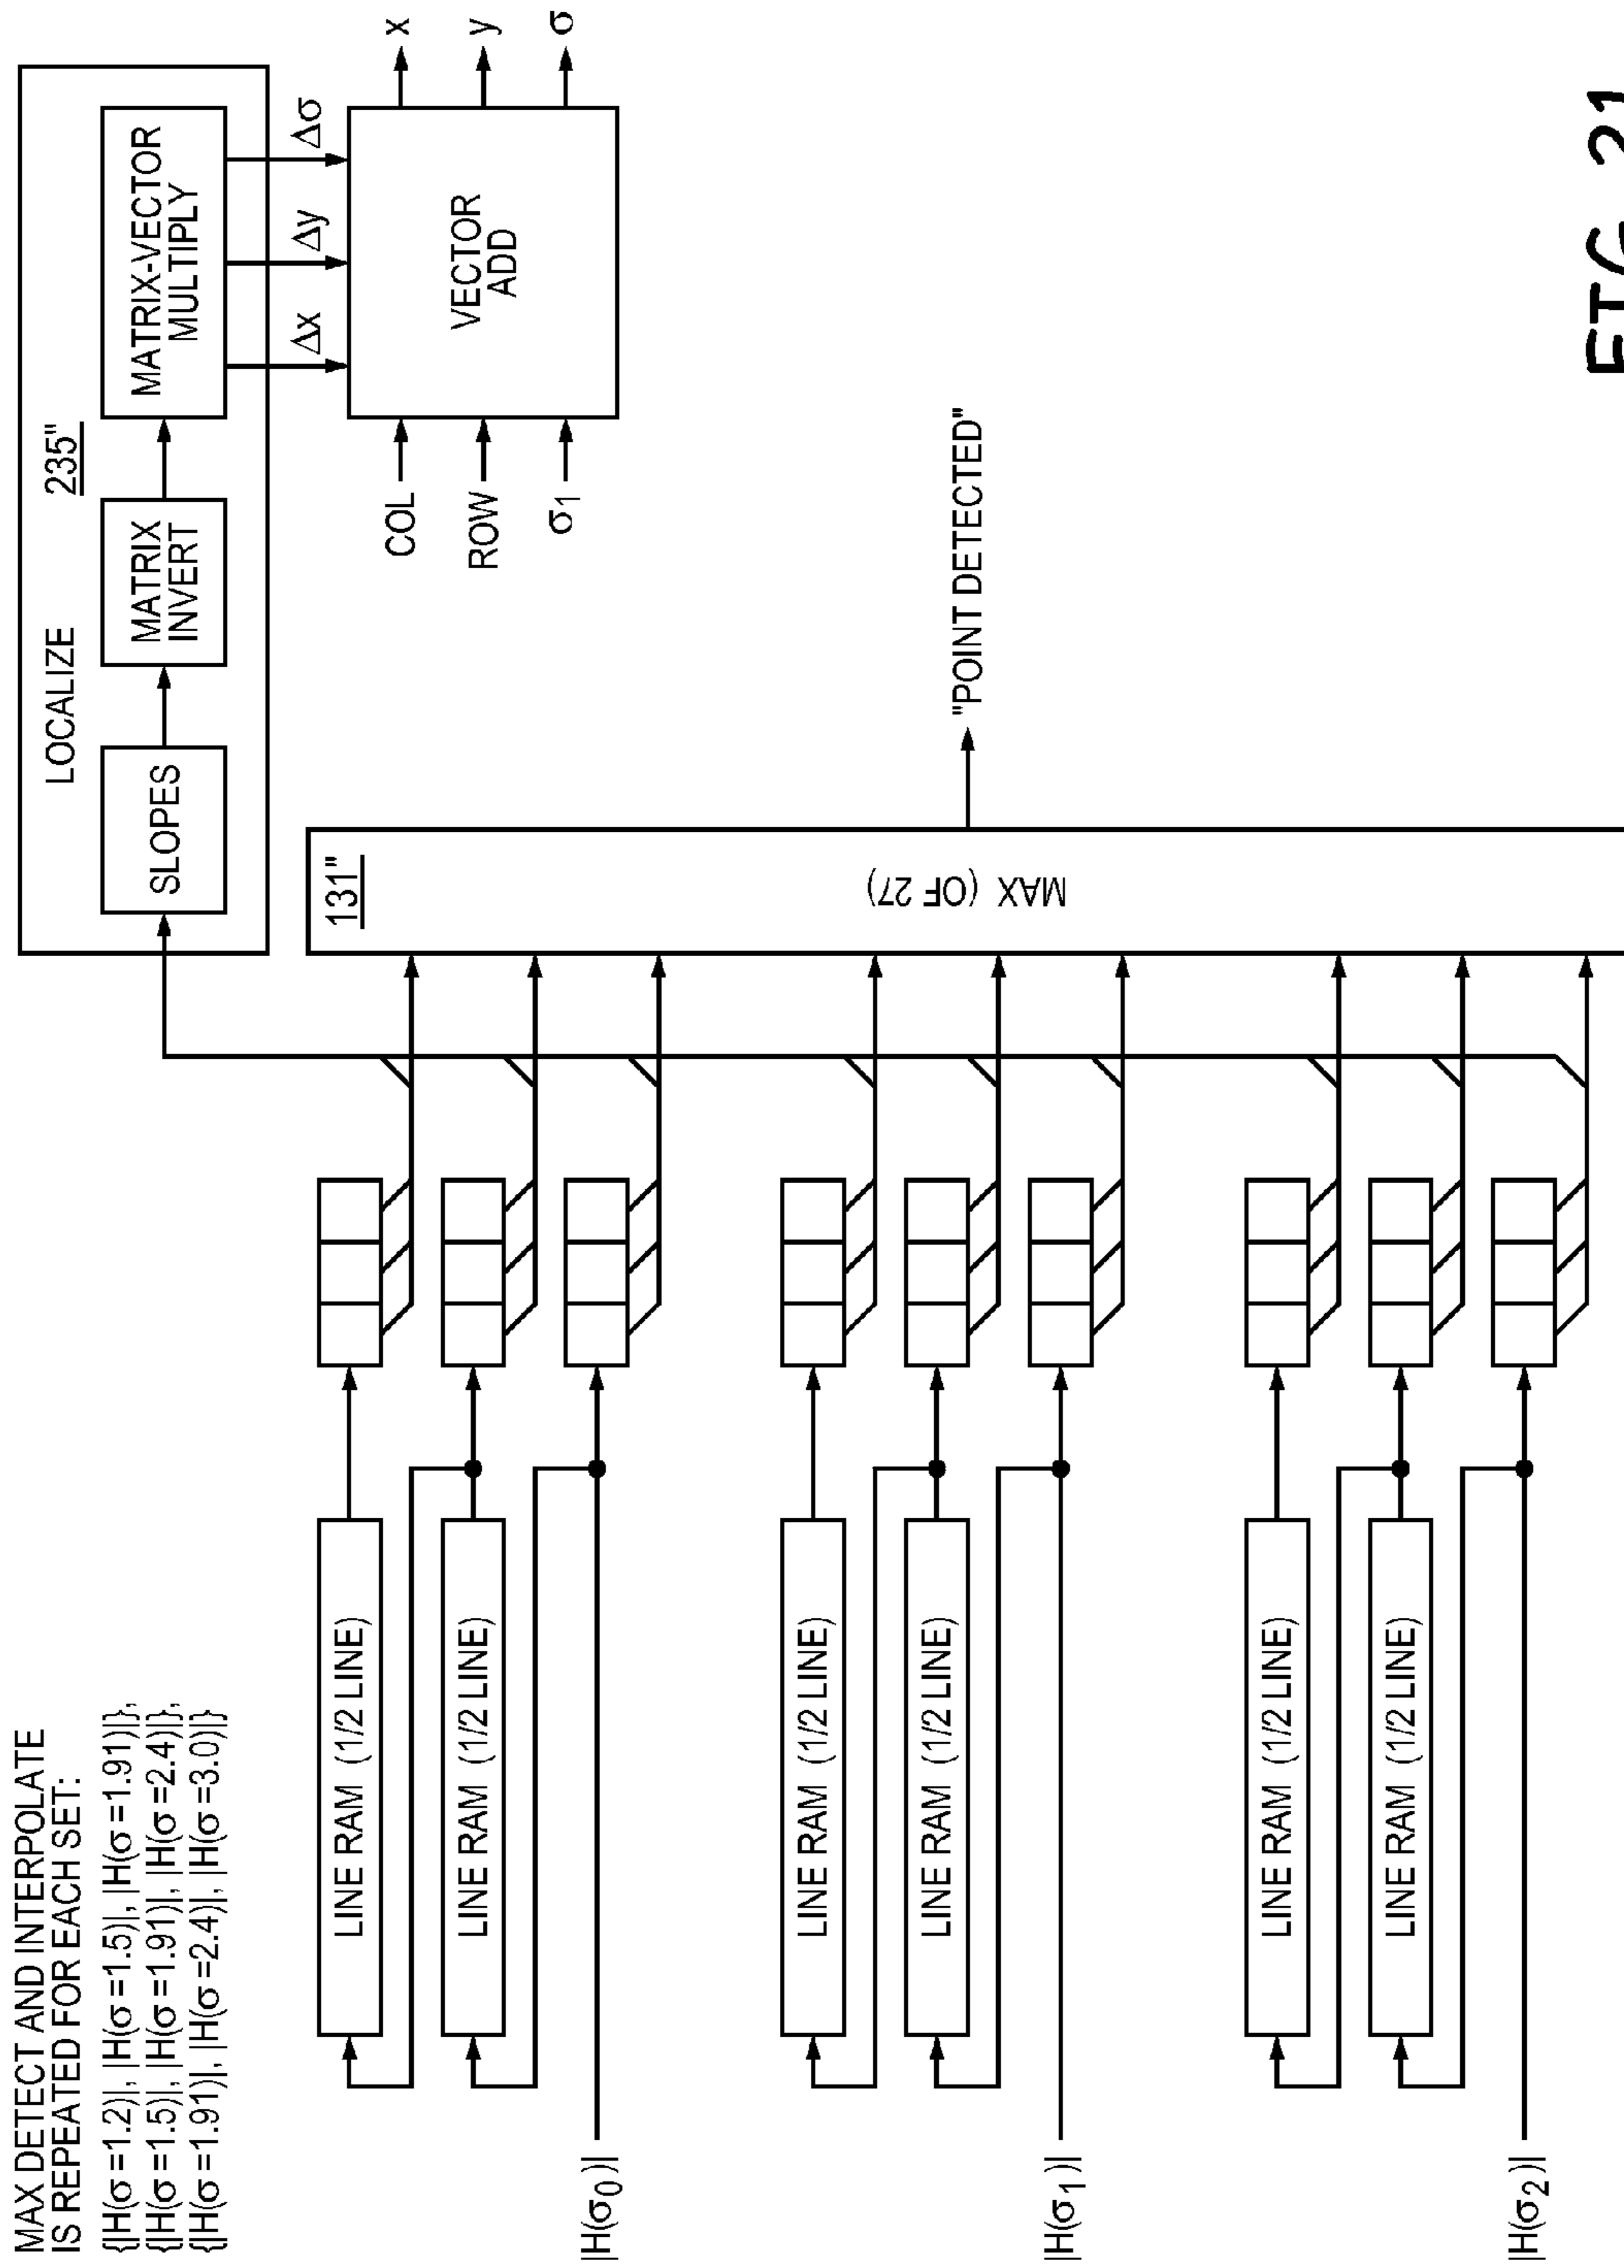 MAX DETECT AND INTERPOLATE
IS REPEATED FOR EACH SET:
{|H(σ=1.2)|, |H(σ=1.5)|, |H(σ=1.91)|},
{|H(σ=1.5)|, |H(σ=1.91)|, |H(σ=2.4)|},
{|H(σ=1.91)|, |H(σ=2.4)|, |H(σ=3.0)|}
LOCALIZE
235"
SLOPES
MATRIX
INVERT
MATRIX-VECTOR
MULTIPLY
Δx
Δy
Δσ
COL
ROW
σ1
VECTOR
ADD
x
y
σ
LINE RAM (1/2 LINE)
LINE RAM (1/2 LINE)
|H(σ0)|
LINE RAM (1/2 LINE)
LINE RAM (1/2 LINE)
|H(σ1)|
LINE RAM (1/2 LINE)
LINE RAM (1/2 LINE)
|H(σ2)|
131"
MAX (OF 27)
"POINT DETECTED"
FIG. 21